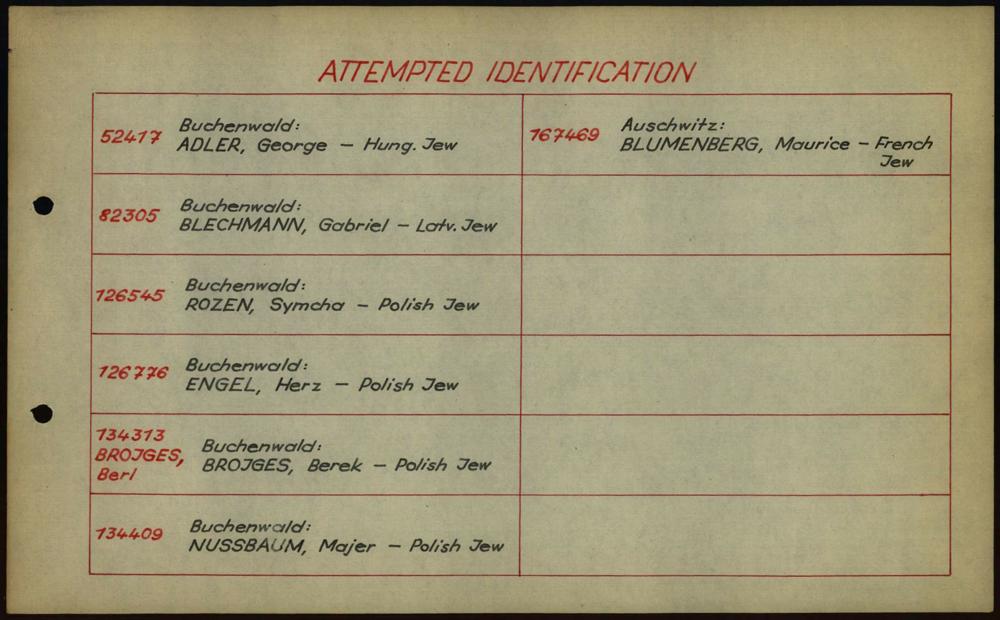 ATTEMPTED IDENTIFICATION
52417 Buchenwald:
ADLER, George – Hung. Jew
82305 Buchenwald:
BLECHMANN, Gabriel – Latv. Jew
126545 Buchenwald:
ROZEN, Symcha – Polish Jew
126776 Buchenwald:
ENGEL, Herz – Polish Jew
134313
BROJGES,
Berl
Buchenwald:
BROJGES, Berek – Polish Jew
134409 Buchenwald:
NUSSBAUM, Majer – Polish Jew
167469 Auschwitz:
BLUMENBERG, Maurice – French
Jew